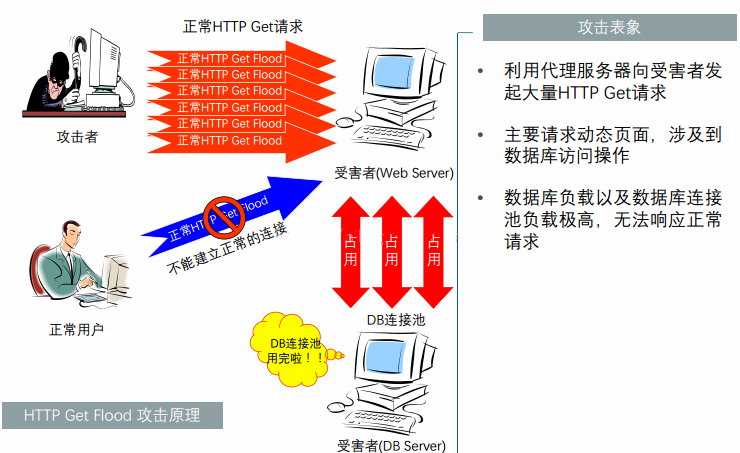 正常HTTP Get请求
正常HTTP Get Flood
正常HTTP Get Flood
正常HTTP Get Flood
正常HTTP Get Flood
正常HTTP Get Flood
正常HTTP Get Flood
攻击者
受害者(Web Server)
正常HTTP Get Flood
不能建立正常的连接
正常用户
占用
占用
占用
DB连接池
DB连接池
用完啦！！
受害者(DB Server)
HTTP Get Flood 攻击原理
攻击表象
• 利用代理服务器向受害者发
起大量HTTP Get请求
• 主要请求动态页面，涉及到
数据库访问操作
• 数据库负载以及数据库连接
池负载极高，无法响应正常
请求